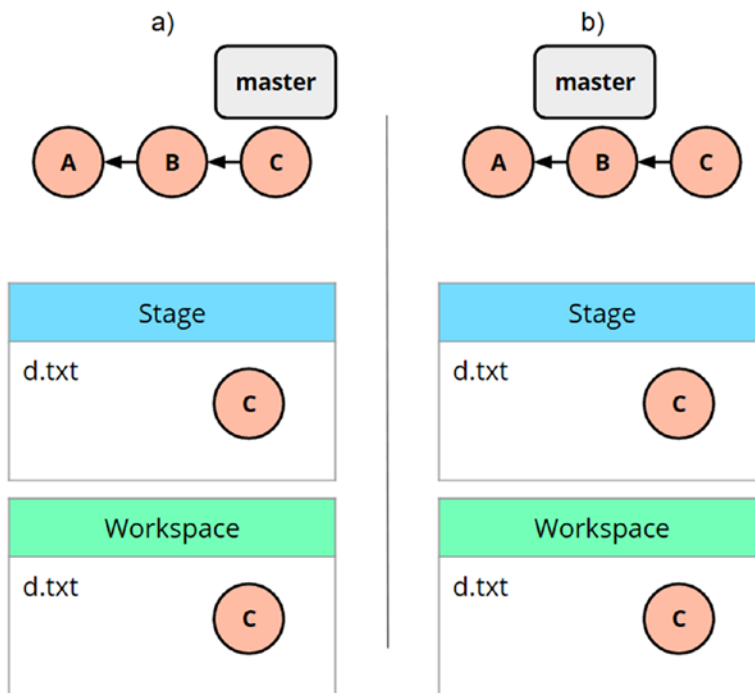 a)
master
A
B
C
Stage
d.txt
C
Workspace
d.txt
C
b)
master
A
B
C
Stage
d.txt
C
Workspace
d.txt
C